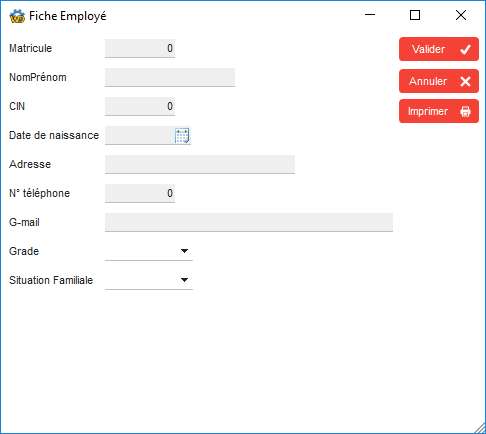 Fiche Employé
Matricule 0 Valider
NomPrénom Annuler
CIN 0 Imprimer
Date de naissance
Adresse
N° téléphone 0
G-mail
Grade
Situation Familiale